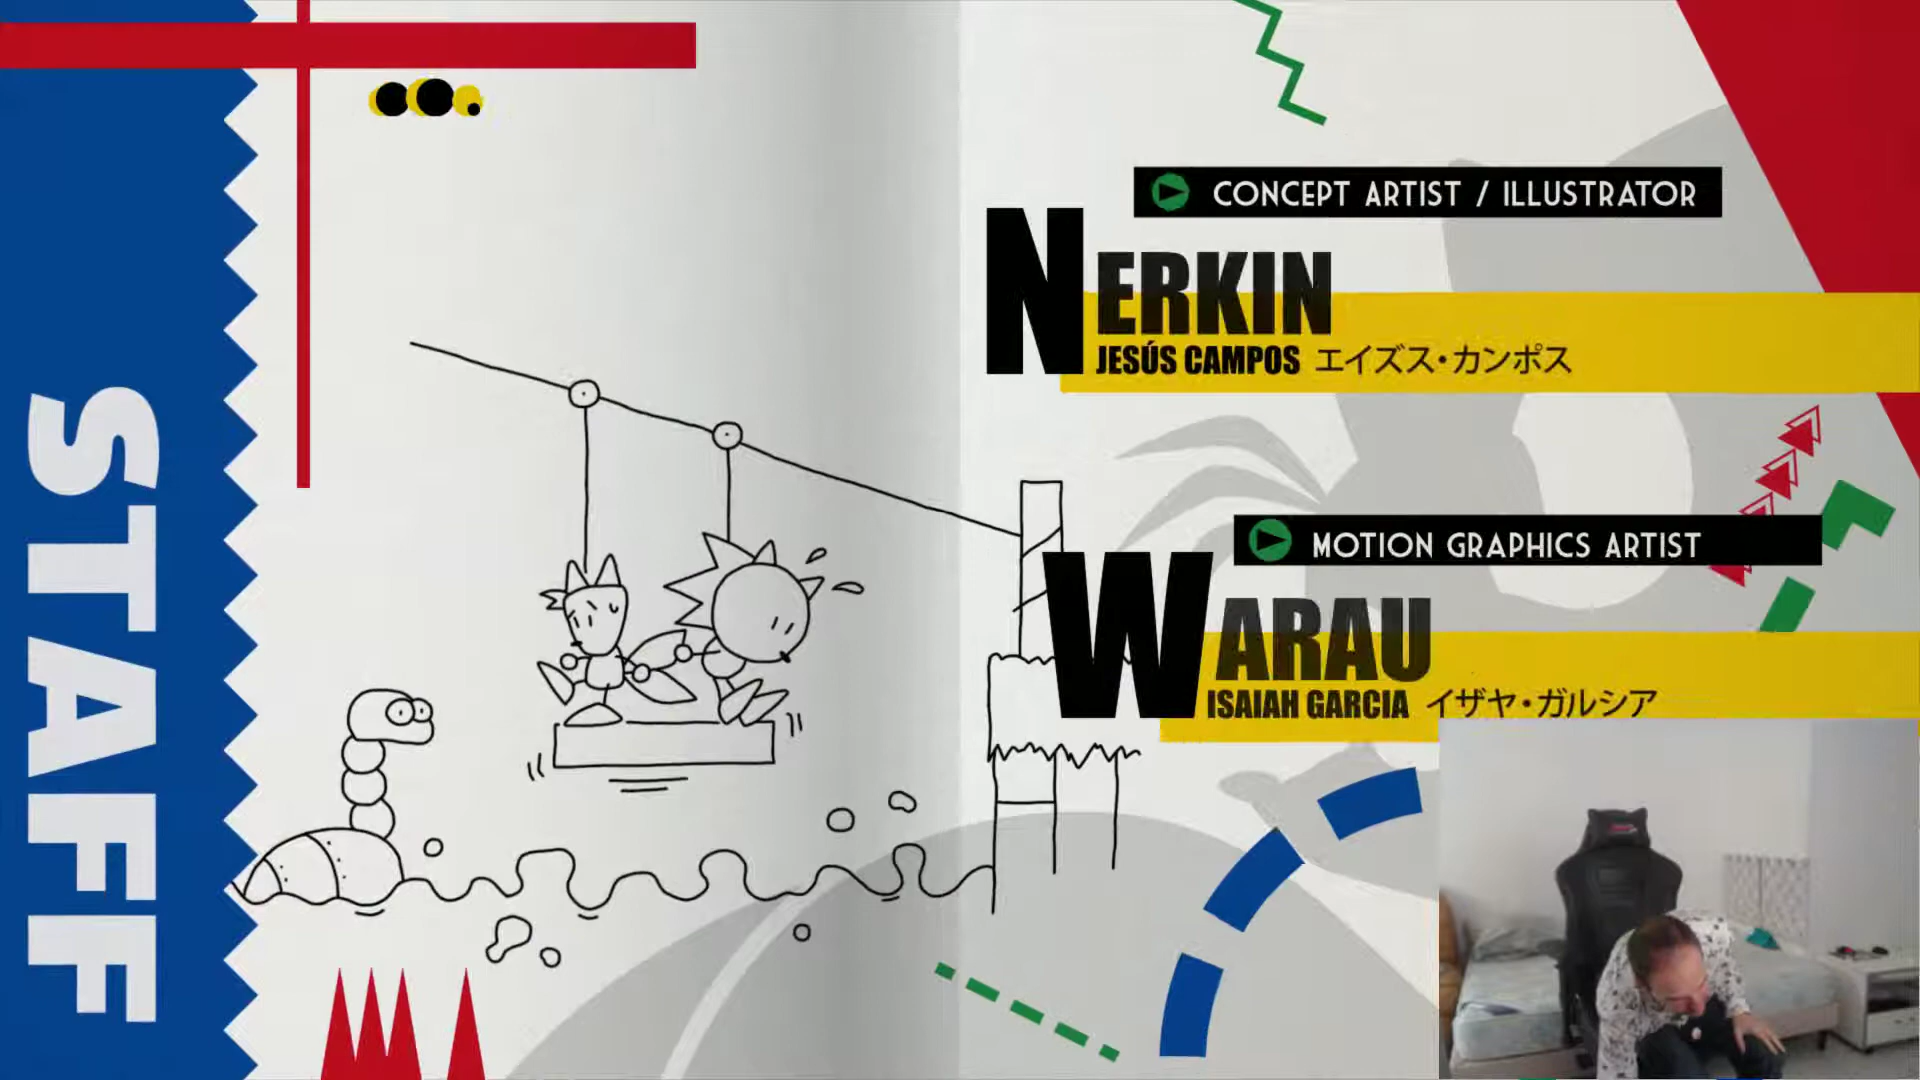 STAFF
CONCEPT ARTIST / ILLUSTRATOR
NERKIN
JESÚS CAMPOS エイズス・カンポス
MOTION GRAPHICS ARTIST
WARAU
ISAIAH GARCIA イザヤ・ガルシア